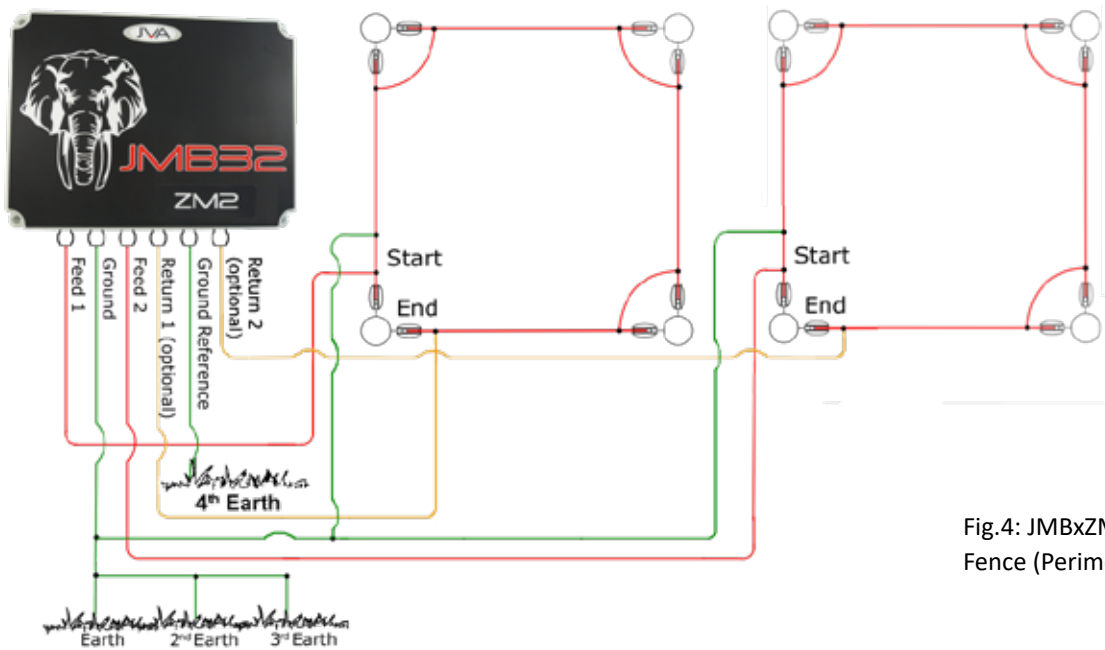 JVA
JMB32
ZM2
Feed 1
Ground
Feed 2
Return 1 (optional)
Ground Reference
Return 2
(optional)
Start
End
Start
End
4th Earth
Earth
2nd Earth
3rd Earth
Fig.4: JMBxZM
Fence (Perim